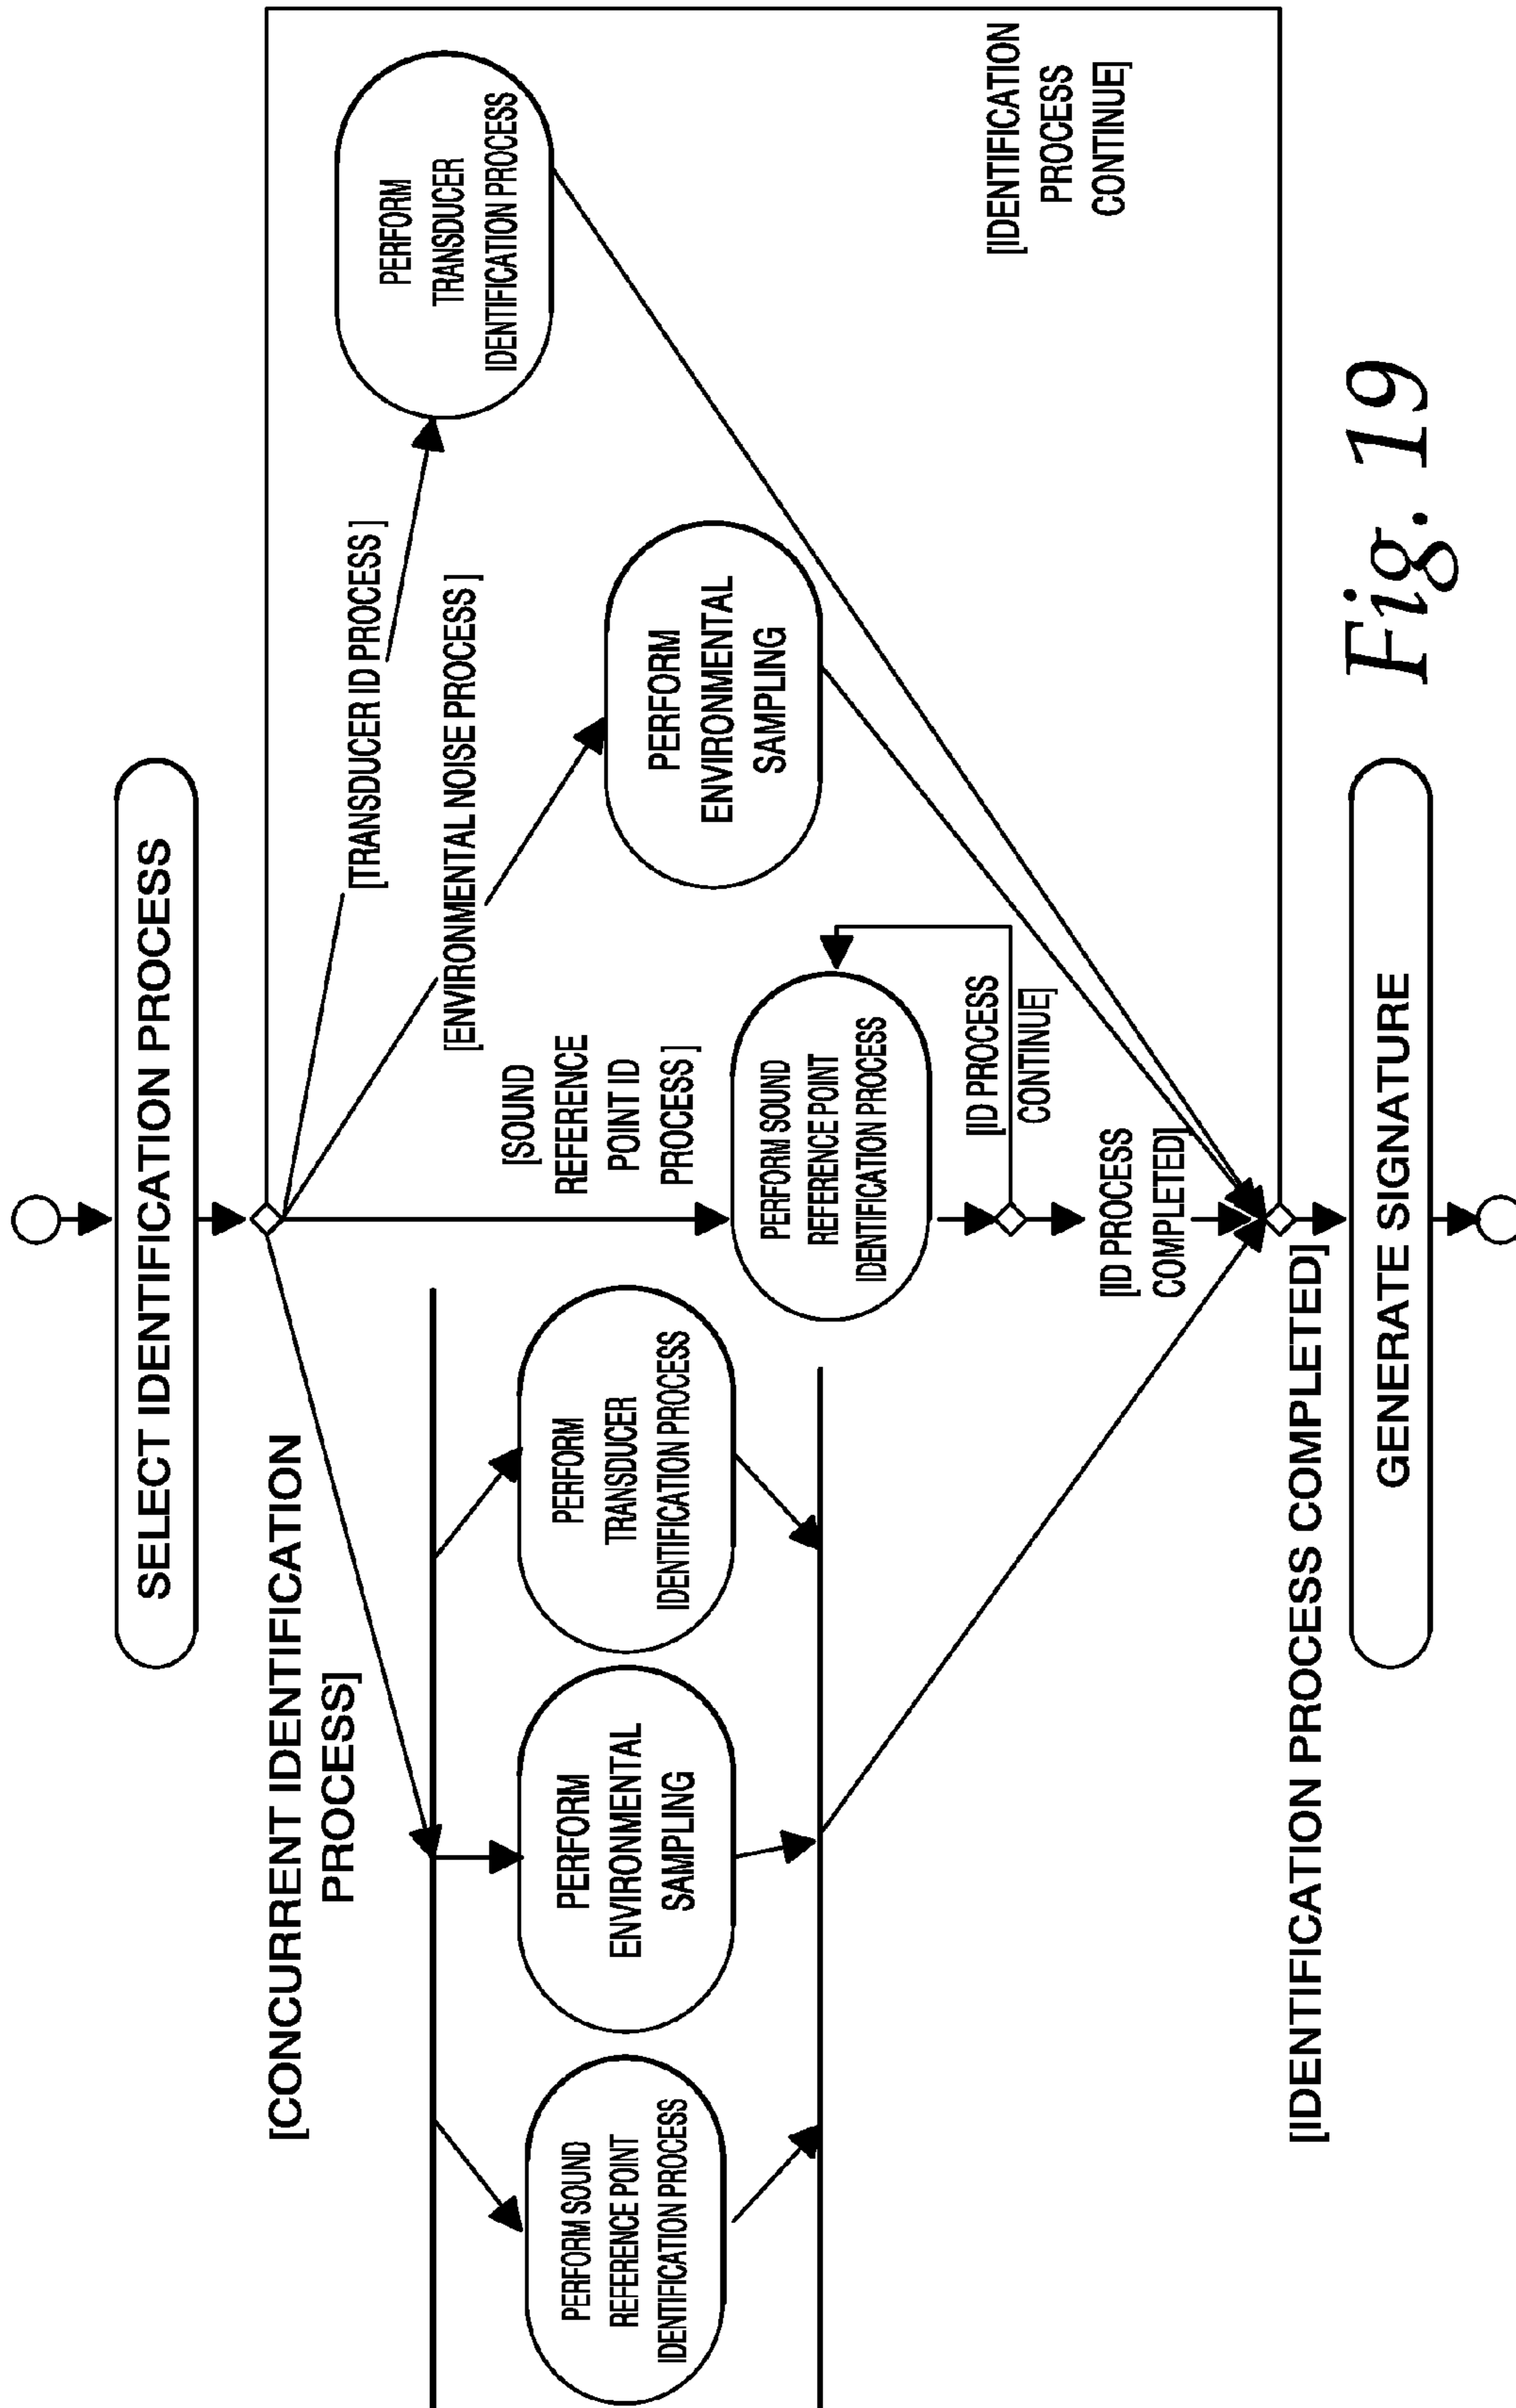 SELECT IDENTIFICATION PROCESS
[CONCURRENT IDENTIFICATION
PROCESS]
[TRANSDUCER ID PROCESS]
[ENVIRONMENTAL NOISE PROCESS]
[SOUND
REFERENCE
POINT ID
PROCESS]
PERFORM
TRANSDUCER
IDENTIFICATION PROCESS
PERFORM SOUND
REFERENCE POINT
IDENTIFICATION PROCESS
PERFORM
ENVIRONMENTAL
SAMPLING
PERFORM
TRANSDUCER
IDENTIFICATION PROCESS
PERFORM SOUND
REFERENCE POINT
IDENTIFICATION PROCESS
PERFORM
ENVIRONMENTAL
SAMPLING
[ID PROCESS
CONTINUE]
[ID PROCESS
COMPLETED]
[IDENTIFICATION
PROCESS
CONTINUE]
[IDENTIFICATION PROCESS COMPLETED]
GENERATE SIGNATURE
Fig. 19